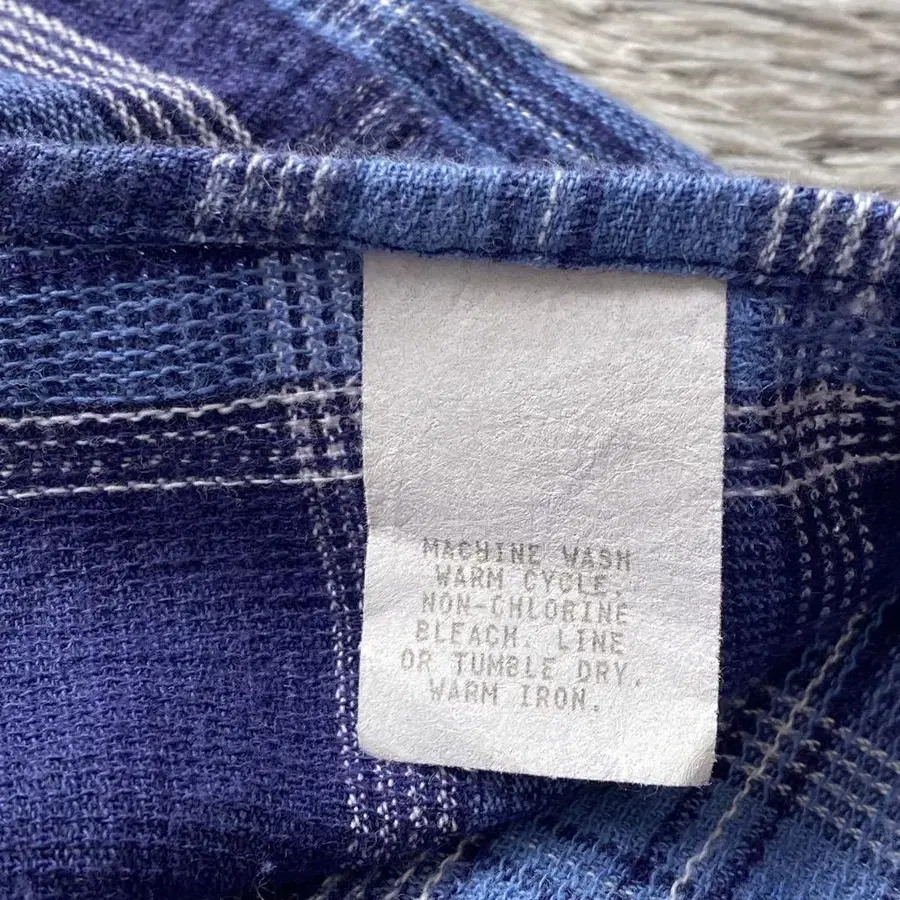 MACHINE WASH
WARM CYCLE.
NON-CHLORINE
BLEACH. LINE
OR TUMBLE DRY.
WARM IRON.